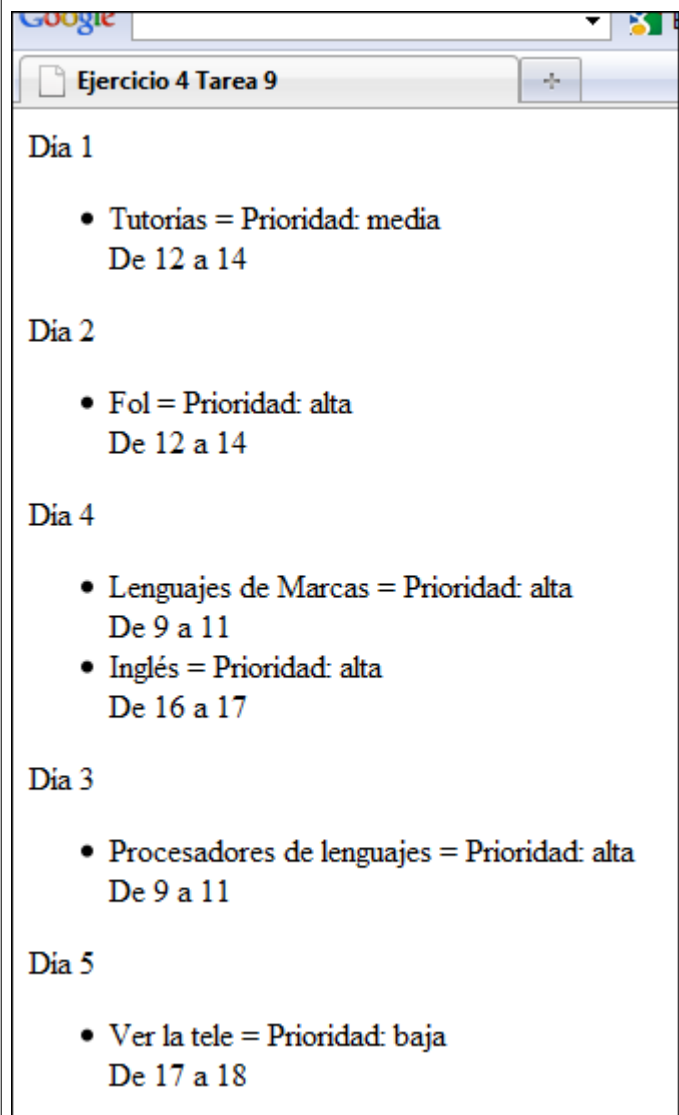 Google
Ejercicio 4 Tarea 9
Dia 1
Tutorias = Prioridad: media
De 12 a 14
Dia 2
Fol = Prioridad: alta
De 12 a 14
Dia 4
Lenguajes de Marcas = Prioridad: alta
De 9 a 11
Inglés = Prioridad: alta
De 16 a 17
Dia 3
Procesadores de lenguajes = Prioridad: alta
De 9 a 11
Dia 5
Ver la tele = Prioridad: baja
De 17 a 18